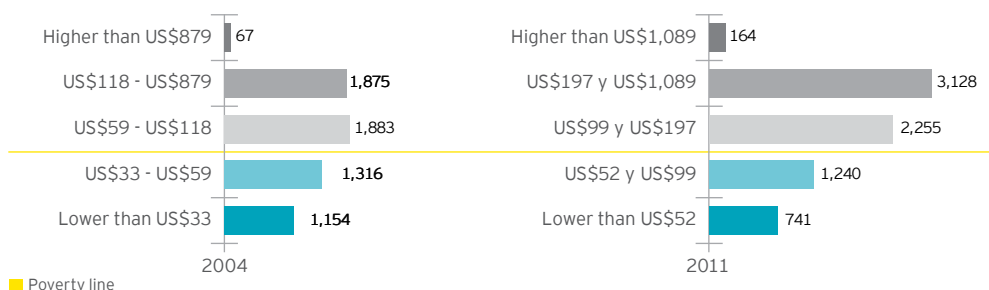 Higher than US$879 67
US$118 - US$879 1,875
US$59 - US$118 1,883
US$33 - US$59 1,316
Lower than US$33 1,154
2004
Higher than US$1,089 164
US$197 y US$1,089 3,128
US$99 y US$197 2,255
US$52 y US$99 1,240
Lower than US$52 741
2011
Poverty line